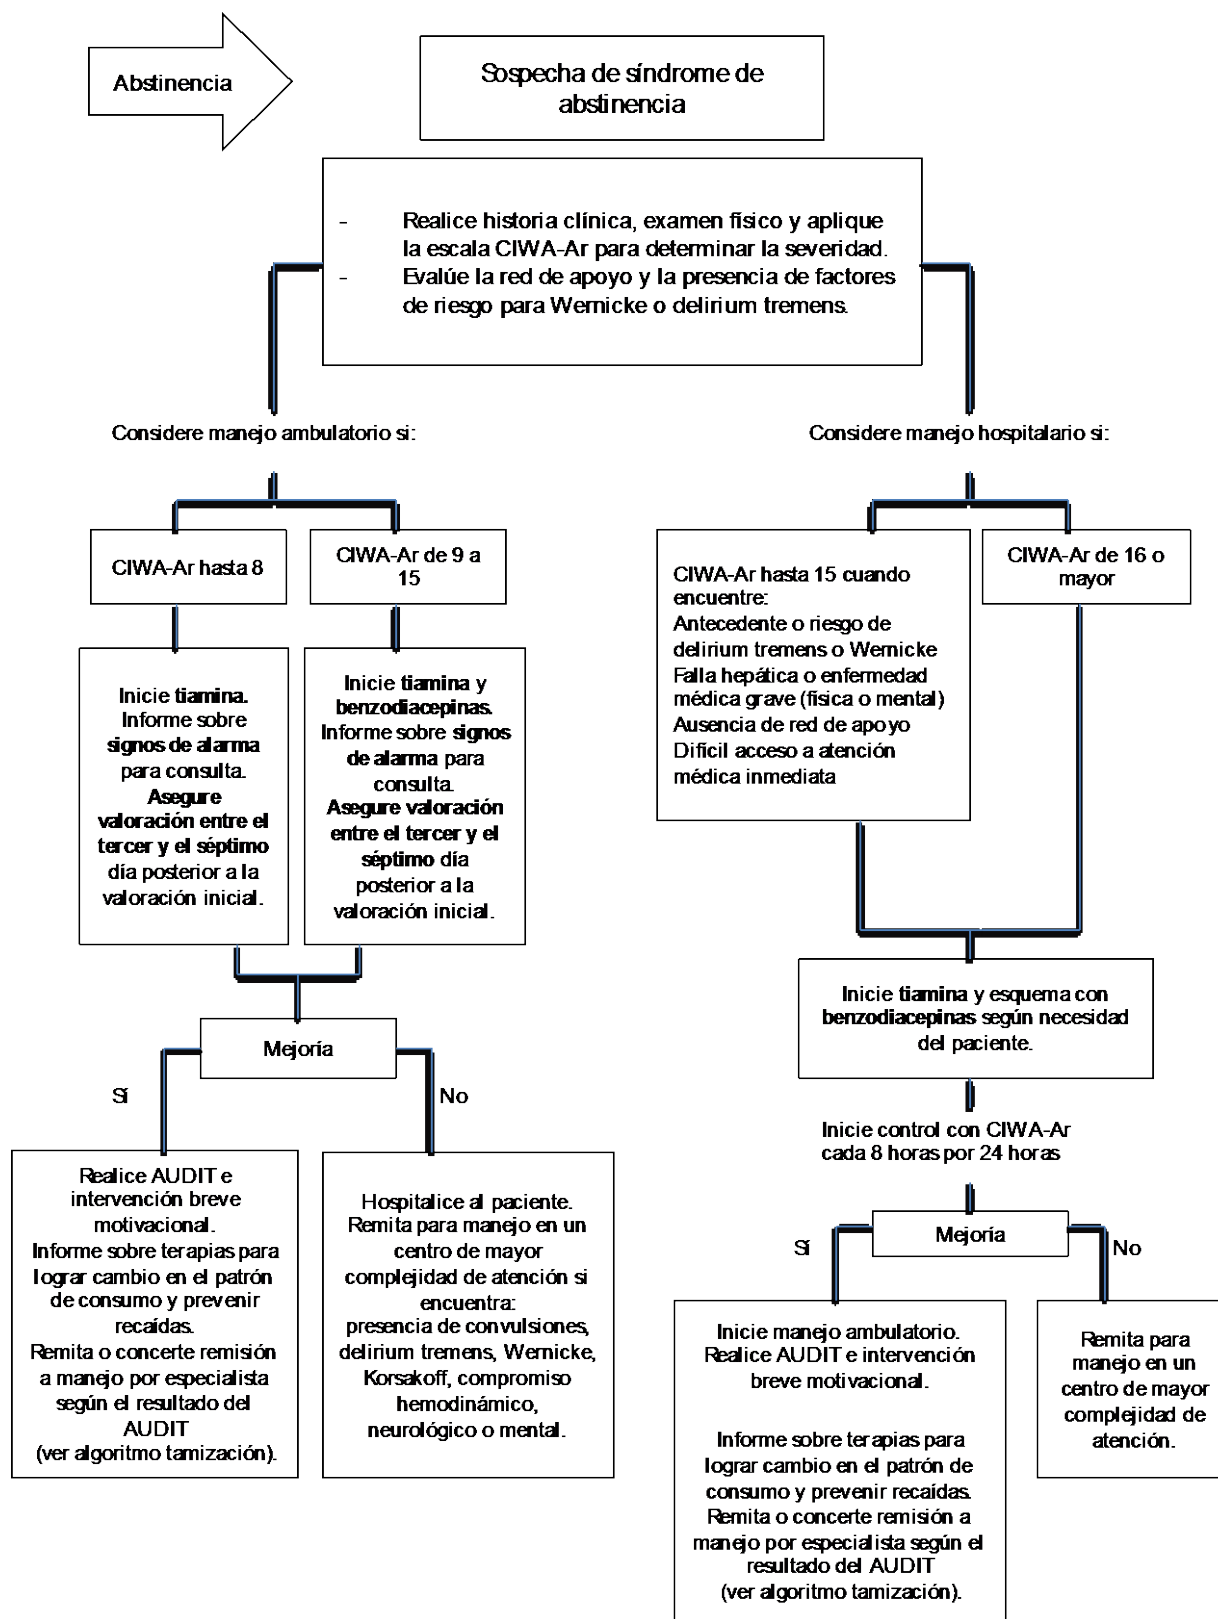 Abstinencia
Sospecha de síndrome de
abstinencia
- Realice historia clínica, examen físico y aplique
la escala CIWA-Ar para determinar la severidad.
- Evalúe la red de apoyo y la presencia de factores
de riesgo para Wernicke o delirium tremens.
Considere manejo ambulatorio si:
CIWA-Ar hasta 8
CIWA-Ar de 9 a
15
Inicie tiamina.
Informe sobre
signos de alarma
para consulta.
Asegure
valoración entre el
tercer y el séptimo
día posterior a la
valoración inicial.
Inicie tiamina y
benzodiacepinas.
Informe sobre signos
de alarma para
consulta.
Asegure valoración
entre el tercer y el
séptimo día
posterior a la
valoración inicial.
Mejoría
Sí
No
Realice AUDIT e
intervención breve
motivacional.
Informe sobre terapias para
lograr cambio en el patrón
de consumo y prevenir
recaídas.
Remita o concerte remisión
a manejo por especialista
según el resultado del
AUDIT
(ver algoritmo tamización).
Hospitalice al paciente.
Remita para manejo en un
centro de mayor
complejidad de atención si
encuentra:
presencia de convulsiones,
delirium tremens, Wernicke,
Korsakoff, compromiso
hemodinámico,
neurológico o mental.
Considere manejo hospitalario si:
CIWA-Ar hasta 15 cuando
encuentre:
Antecedente o riesgo de
delirium tremens o Wernicke
Falla hepática o enfermedad
médica grave (física o mental)
Ausencia de red de apoyo
Difícil acceso a atención
médica inmediata
CIWA-Ar de 16 o
mayor
Inicie tiamina y esquema con
benzodiacepinas según necesidad
del paciente.
Inicie control con CIWA-Ar
cada 8 horas por 24 horas
Mejoría
Sí
No
Inicie manejo ambulatorio.
Realice AUDIT e intervención
breve motivacional.
Informe sobre terapias para
lograr cambio en el patrón de
consumo y prevenir recaídas.
Remita o concerte remisión a
manejo por especialista según el
resultado del AUDIT
(ver algoritmo tamización).
Remita para
manejo en un
centro de mayor
complejidad de
atención.